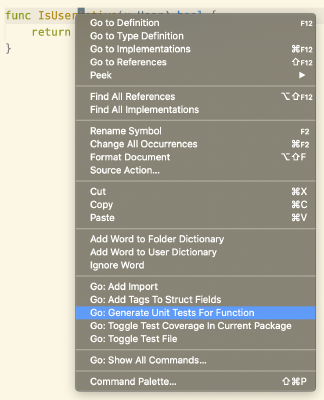 func IsUser bool {
return
}
Go to Definition F12
Go to Type Definition
Go to Implementations ⌘F12
Go to References ⇧F12
Peek ▶
Find All References ⌥⇧F12
Find All Implementations
Rename Symbol F2
Change All Occurrences ⌘F2
Format Document ⌥⇧F
Source Action...
Cut ⌘X
Copy ⌘C
Paste ⌘V
Add Word to Folder Dictionary
Add Word to User Dictionary
Ignore Word
Go: Add Import
Go: Add Tags To Struct Fields
Go: Generate Unit Tests For Function
Go: Toggle Test Coverage In Current Package
Go: Toggle Test File
Go: Show All Commands...
Command Palette... ⇧⌘P